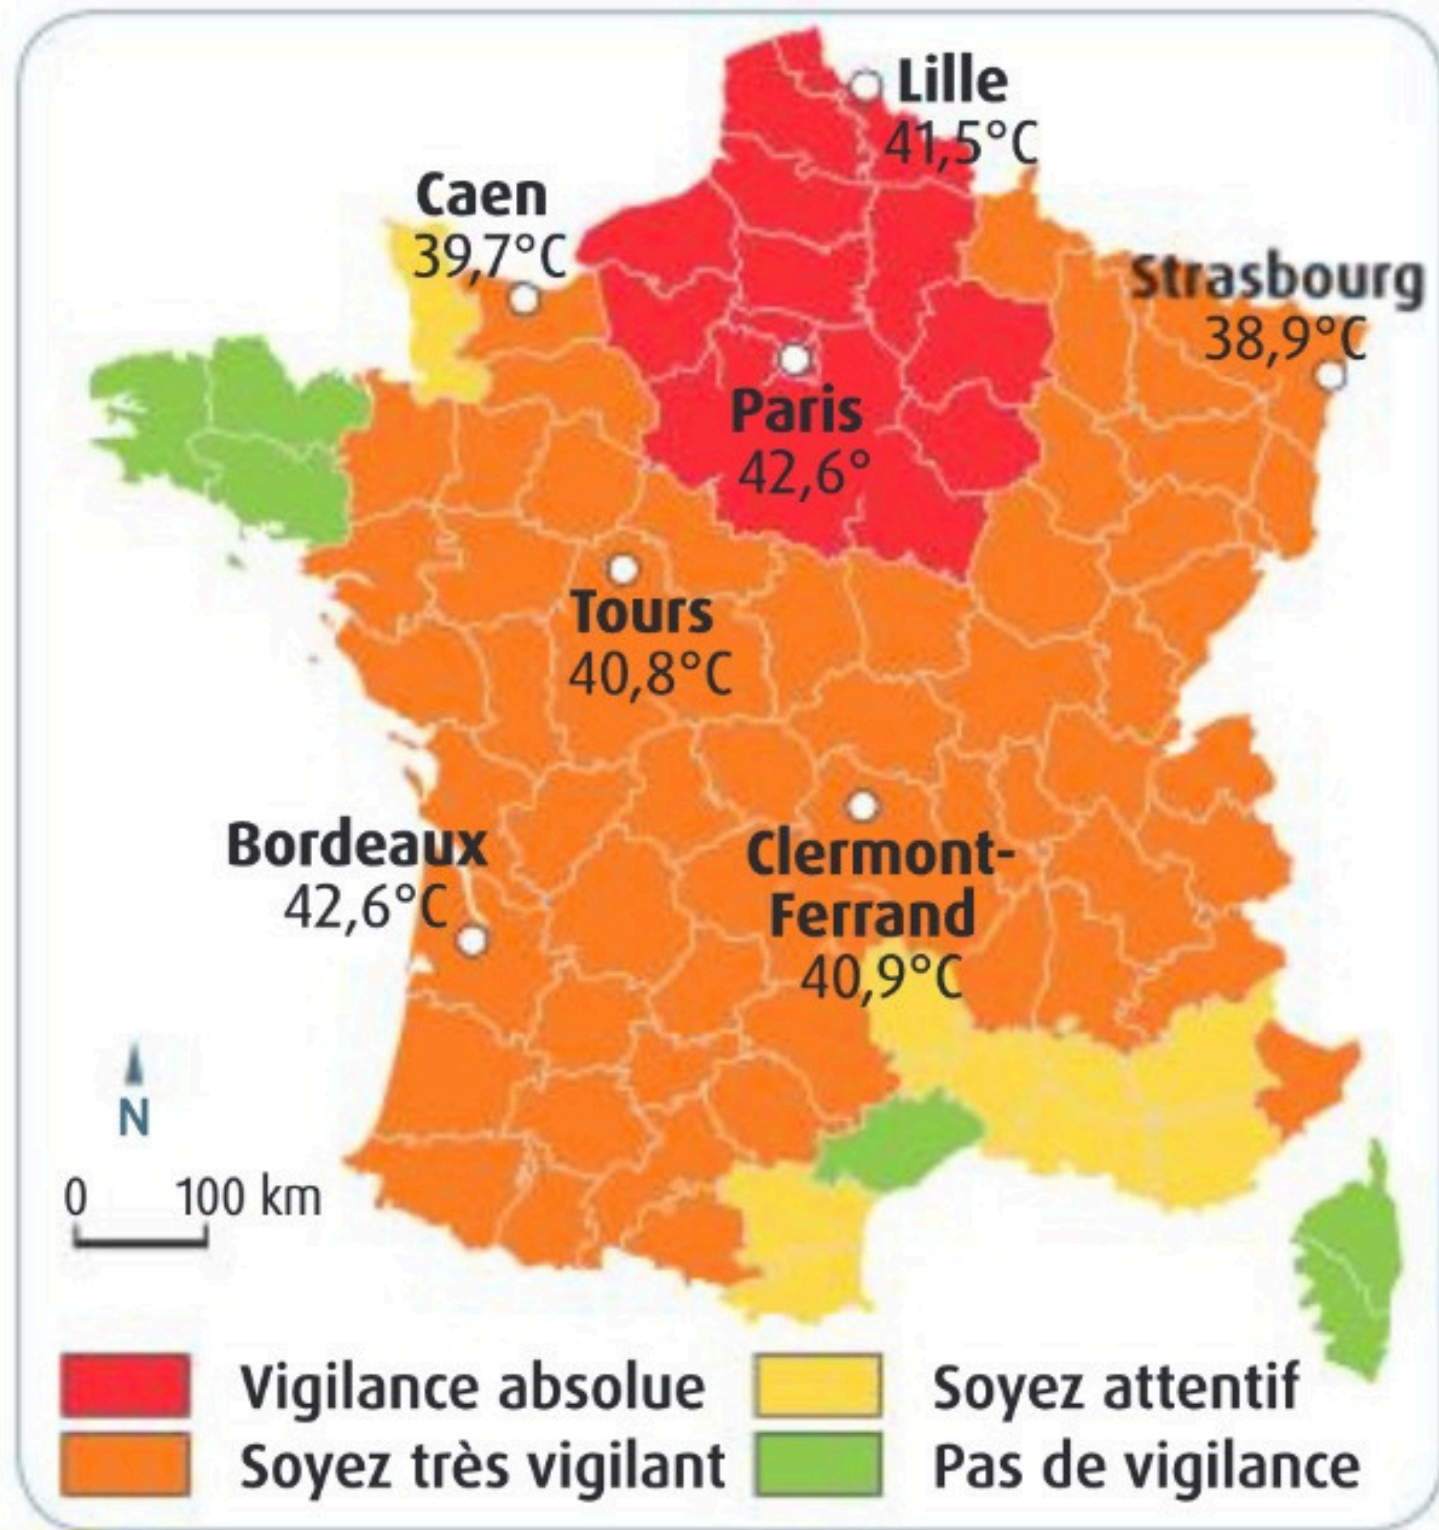 Lille
41,5°C
Caen
39,7°C
Strasbourg
38,9°C
Paris
42,6°
Tours
40,8°C
Bordeaux
42,6°C
Clermont-
Ferrand
40,9°C
N
0 100 km
Vigilance absolue
Soyez attentif
Soyez très vigilant
Pas de vigilance